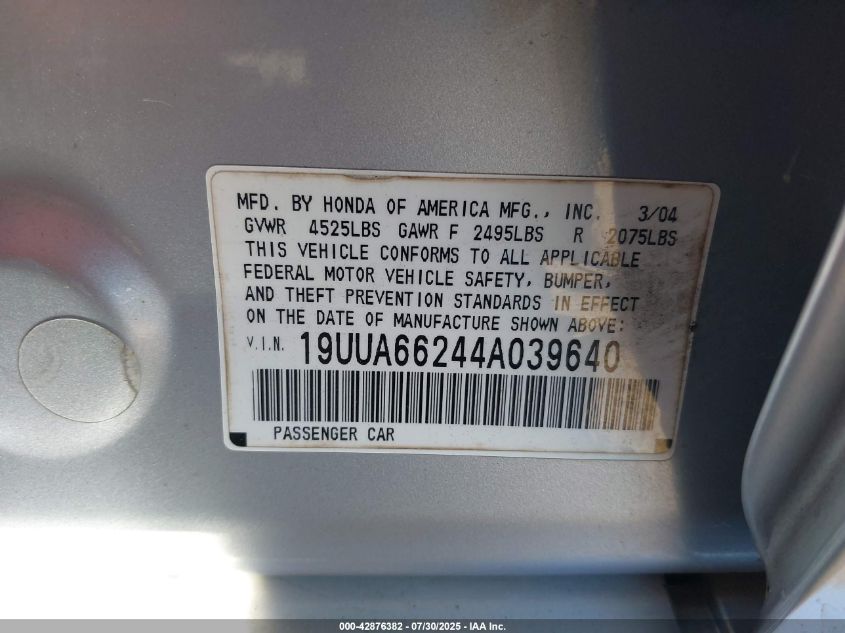 MFD. BY HONDA OF AMERICA MFG., INC. 3/04
GVWR 4525LBS GAWR F 2495LBS R 2075LBS
THIS VEHICLE CONFORMS TO ALL APPLICABLE
FEDERAL MOTOR VEHICLE SAFETY, BUMPER,
AND THEFT PREVENTION STANDARDS IN EFFECT
ON THE DATE OF MANUFACTURE SHOWN ABOVE:
V.I.N. 19UUA66244A039640
PASSENGER CAR
000-42876382 - 07/30/2025 - IAA Inc.